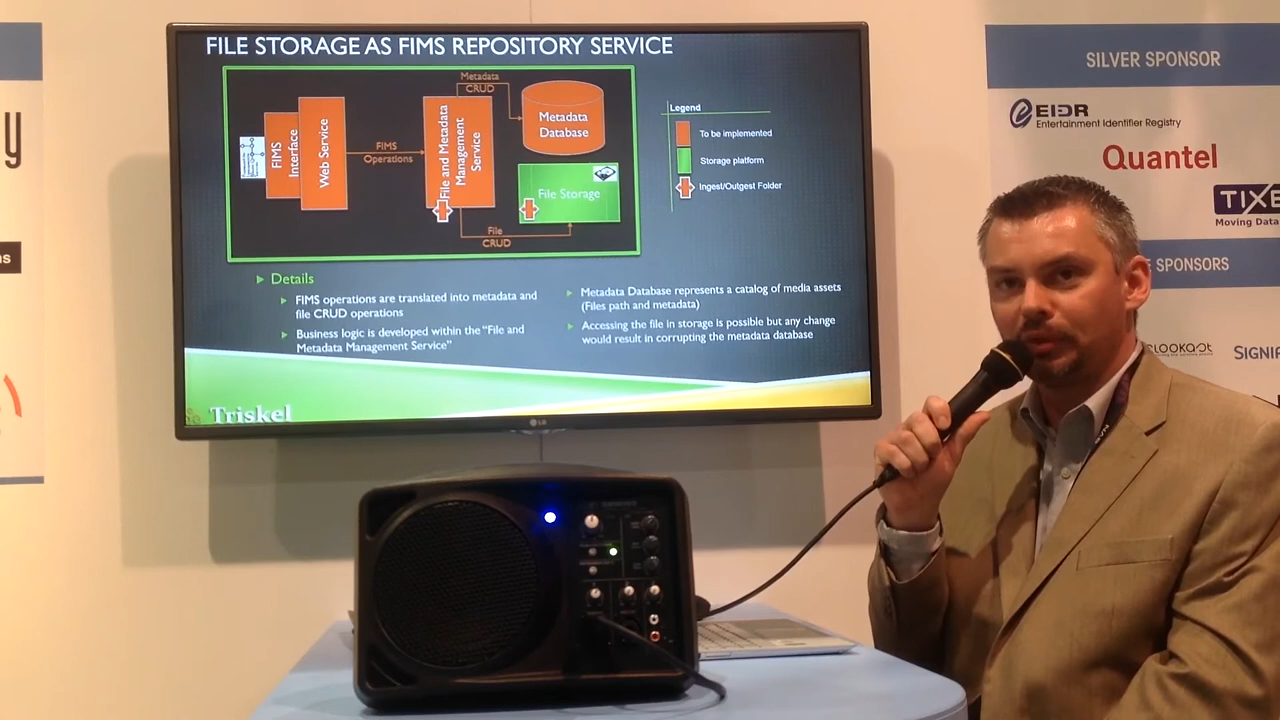 FILE STORAGE AS FIMS REPOSITORY SERVICE
FIMS
Interface
Web Service
FIMS
Operations
File and Metadata
Management
Service
Metadata
CRUD
Metadata
Database
File Storage
File
CRUD
Legend
To be implemented
Storage platform
Ingest/Outgest Folder
Details
FIMS operations are translated into metadata and
file CRUD operations
Business logic is developed within the "File and
Metadata Management Service"
Metadata Database represents a catalog of media assets
(Files path and metadata)
Accessing the file in storage is possible but any change
would result in corrupting the metadata database
Triskel
LG
y
ns
SILVER SPONSOR
EIDR
Entertainment Identifier Registry
Quantel
TIXE
Moving Data
SPONSORS
SIGNI